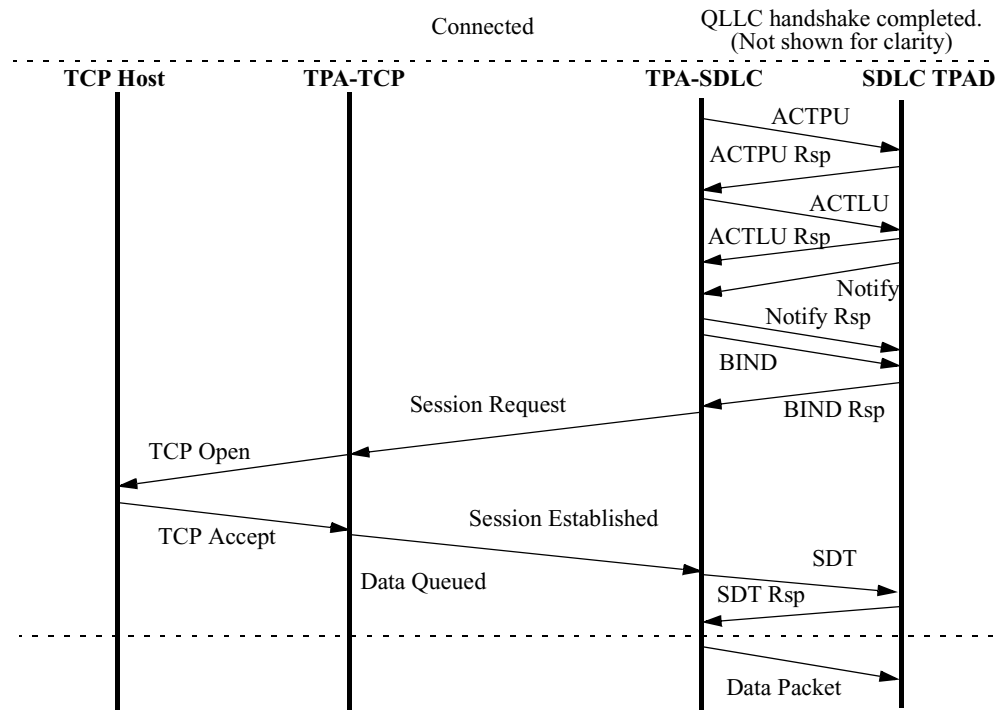 Connected
QLLC handshake completed.
(Not shown for clarity)
TCP Host
TPA-TCP
TPA-SDLC
SDLC TPAD
ACTPU
ACTPU Rsp
ACTLU
ACTLU Rsp
Notify
Notify Rsp
BIND
BIND Rsp
Session Request
TCP Open
TCP Accept
Session Established
Data Queued
SDT
SDT Rsp
Data Packet